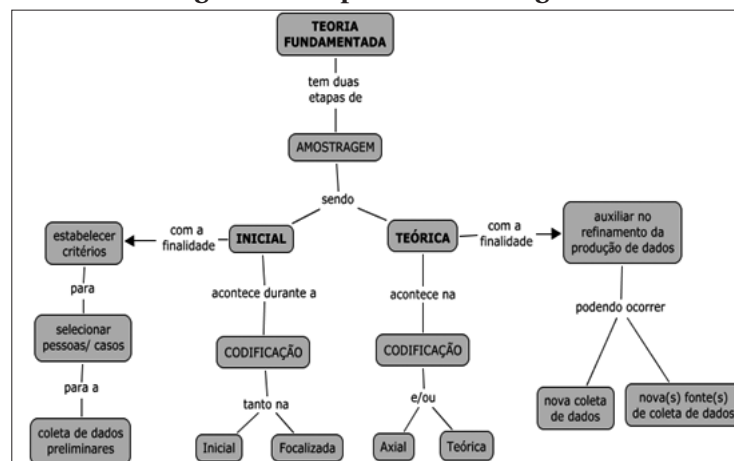 TEORIA
FUNDAMENTADA
tem duas
etapas de
AMOSTRAGEM
sendo
estabelecer
critérios
com a
finalidade
INICIAL
TEÓRICA
com a
finalidade
auxiliar no
refinamento da
produção de dados
para
acontece durante a
acontece na
podendo ocorrer
selecionar
pessoas/ casos
CODIFICAÇÃO
CODIFICAÇÃO
para a
tanto na
e/ou
nova coleta
de dados
nova(s) fonte(s)
de coleta de dados
coleta de dados
preliminares
Inicial
Focalizada
Axial
Teórica